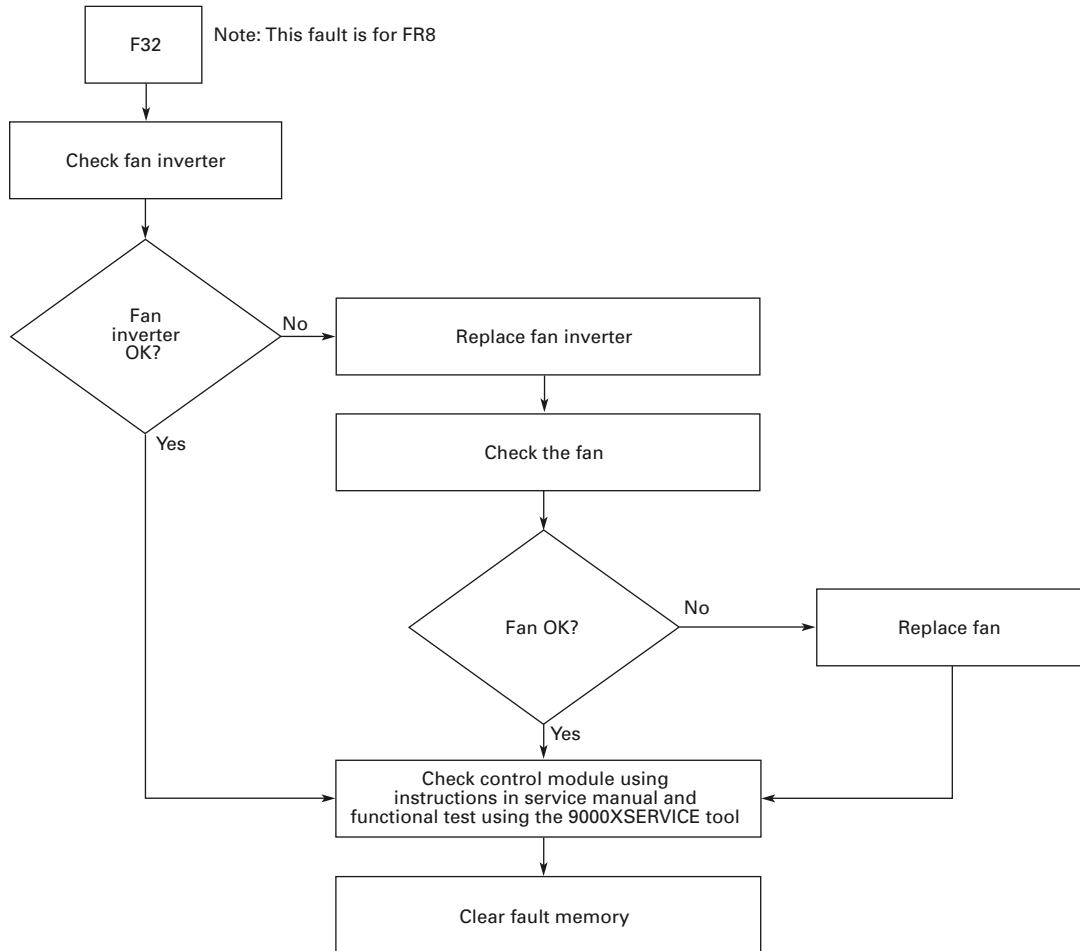 F32
Note: This fault is for FR8
Check fan inverter
Fan
inverter
OK?
No
Replace fan inverter
Yes
Check the fan
Fan OK?
No
Replace fan
Yes
Check control module using
instructions in service manual and
functional test using the 9000XSERVICE tool
Clear fault memory